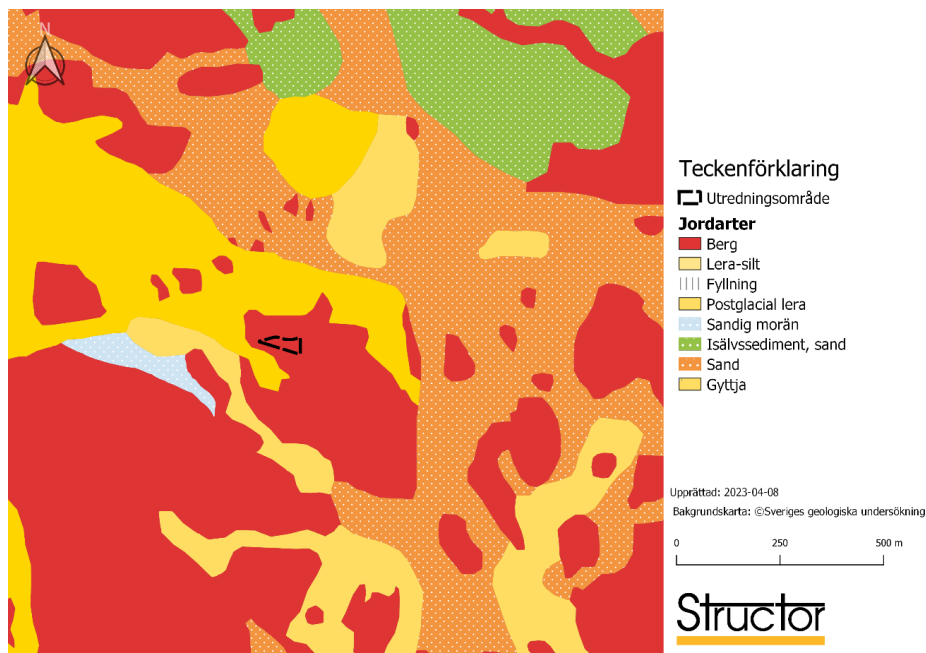 N
Teckenförklaring
Utredningsområde
Jordarter
Berg
Lera-silt
Fyllning
Postglacial lera
Sandig morän
Isälvssediment, sand
Sand
Gyttja
Upprättad: 2023-04-08
Bakgrundskarta: ©Sveriges geologiska undersökning
0 250 500 m
Structor